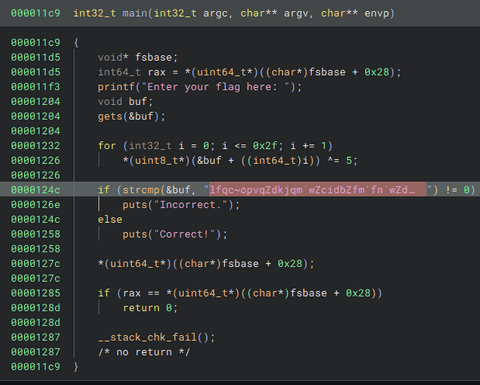 000011c9 int32_t main(int32_t argc, char** argv, char** envp)
000011c9 {
000011d5 void* fsbase;
000011d5 int64_t rax = *(uint64_t*)((char*)fsbase + 0x28);
000011f3 printf("Enter your flag here: ");
00001204 void buf;
00001204 gets(&buf);
00001204
00001232 for (int32_t i = 0; i <= 0x2f; i += 1)
00001226 *(uint8_t*)(&buf + ((int64_t)i)) ^= 5;
00001226
0000124c if (strcmp(&buf, "lfqc~opvqZdkjqm`wZcidbZfm`fn`wZd…") != 0)
0000126e puts("Incorrect.");
0000124c else
00001258 puts("Correct!");
00001258
0000127c *(uint64_t*)((char*)fsbase + 0x28);
0000127c
00001285 if (rax == *(uint64_t*)((char*)fsbase + 0x28))
0000128d return 0;
0000128d
00001287 __stack_chk_fail();
00001287 /* no return */
000011c9 }